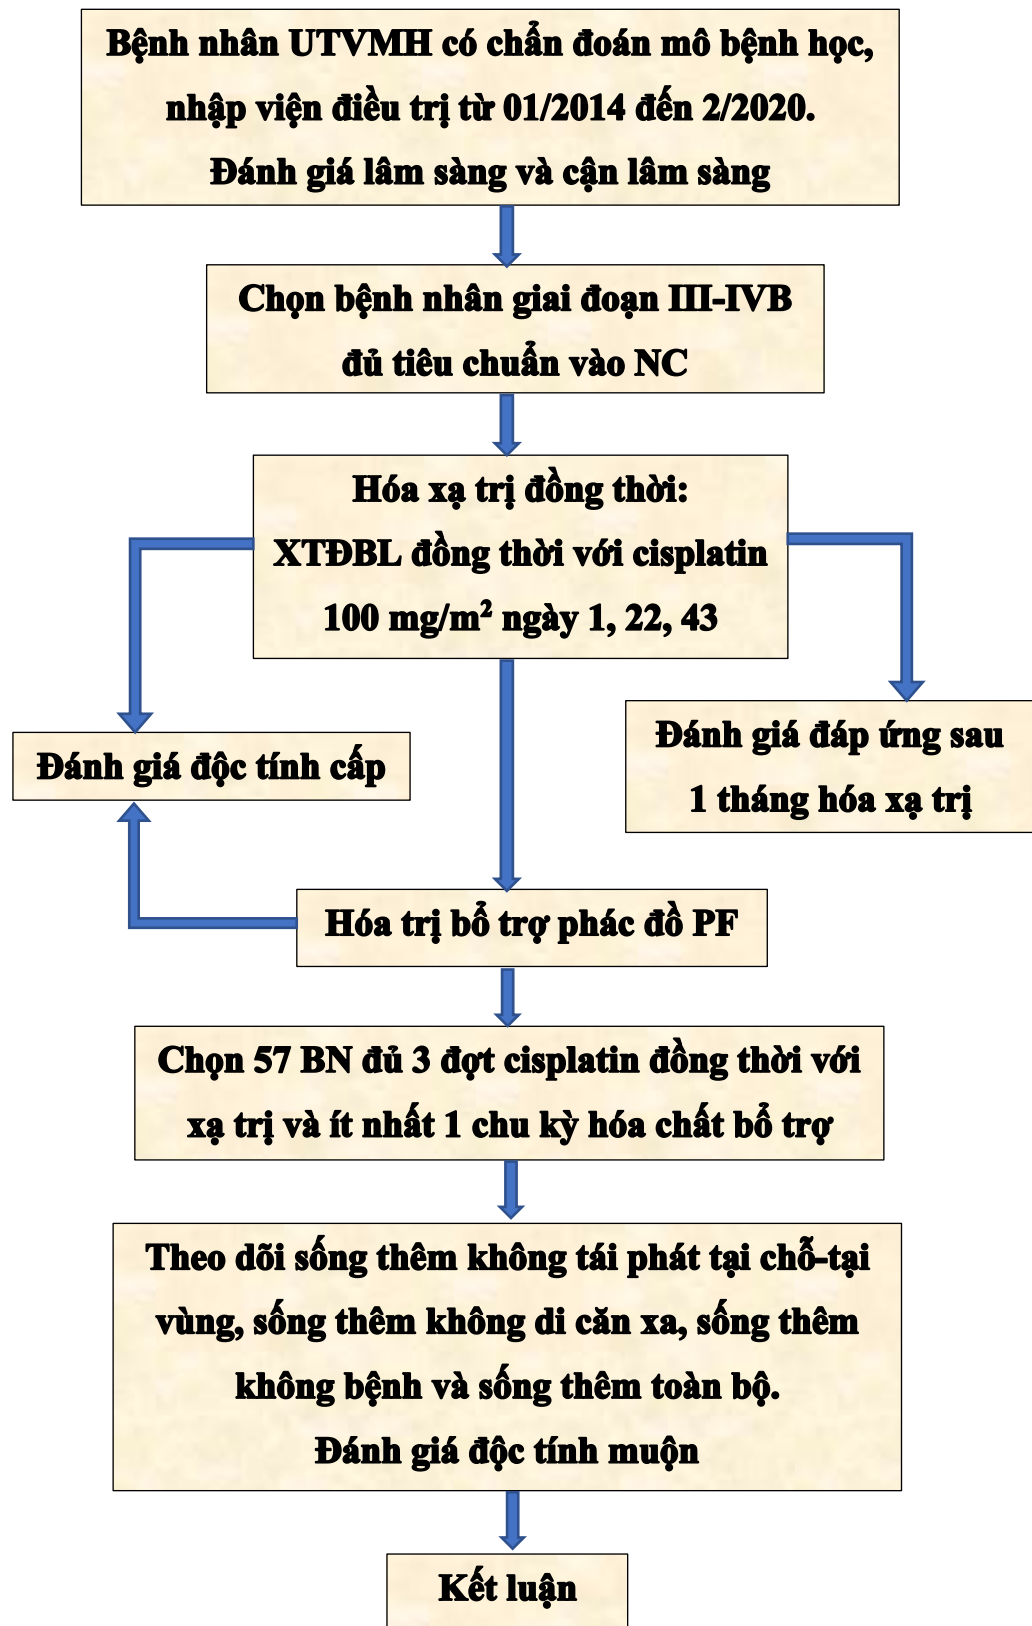 Bệnh nhân UTVMH có chẩn đoán mô bệnh học,
nhập viện điều trị từ 01/2014 đến 2/2020.
Đánh giá lâm sàng và cận lâm sàng
Chọn bệnh nhân giai đoạn III-IVB
đủ tiêu chuẩn vào NC
Hóa xạ trị đồng thời:
XTĐBL đồng thời với cisplatin
100 mg/m² ngày 1, 22, 43
Đánh giá độc tính cấp
Đánh giá đáp ứng sau
1 tháng hóa xạ trị
Hóa trị bổ trợ phác đồ PF
Chọn 57 BN đủ 3 đợt cisplatin đồng thời với
xạ trị và ít nhất 1 chu kỳ hóa chất bổ trợ
Theo dõi sống thêm không tái phát tại chỗ-tại
vùng, sống thêm không di căn xa, sống thêm
không bệnh và sống thêm toàn bộ.
Đánh giá độc tính muộn
Kết luận